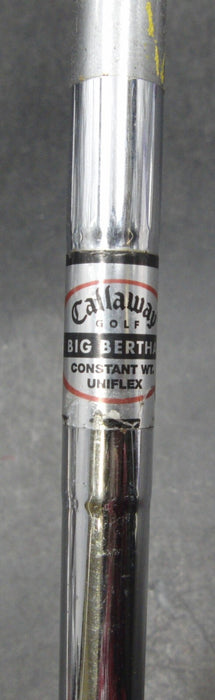 Callaway
GOLF
BIG BERTHA
CONSTANT WT.
UNIFLEX